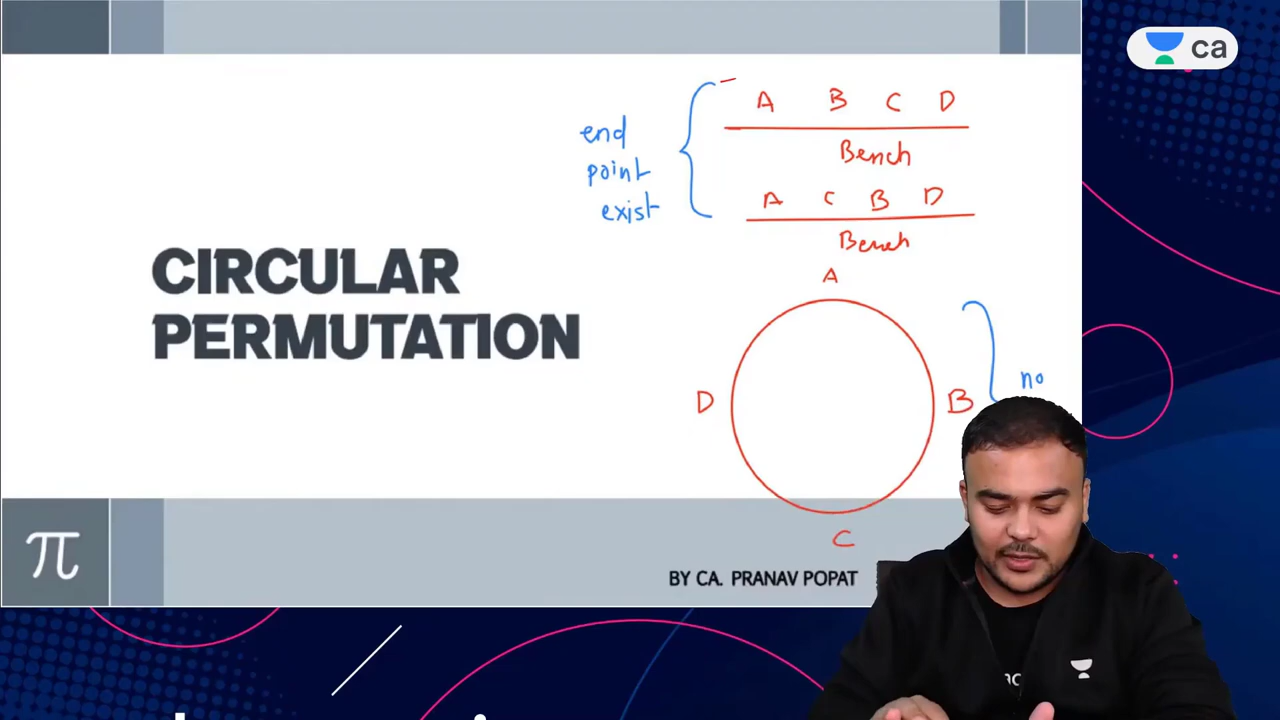 ca
A B C D
Bench
end
point
exist
A C B D
Bench
CIRCULAR
PERMUTATION
A
D
B
no
C
π
BY CA. PRANAV POPAT